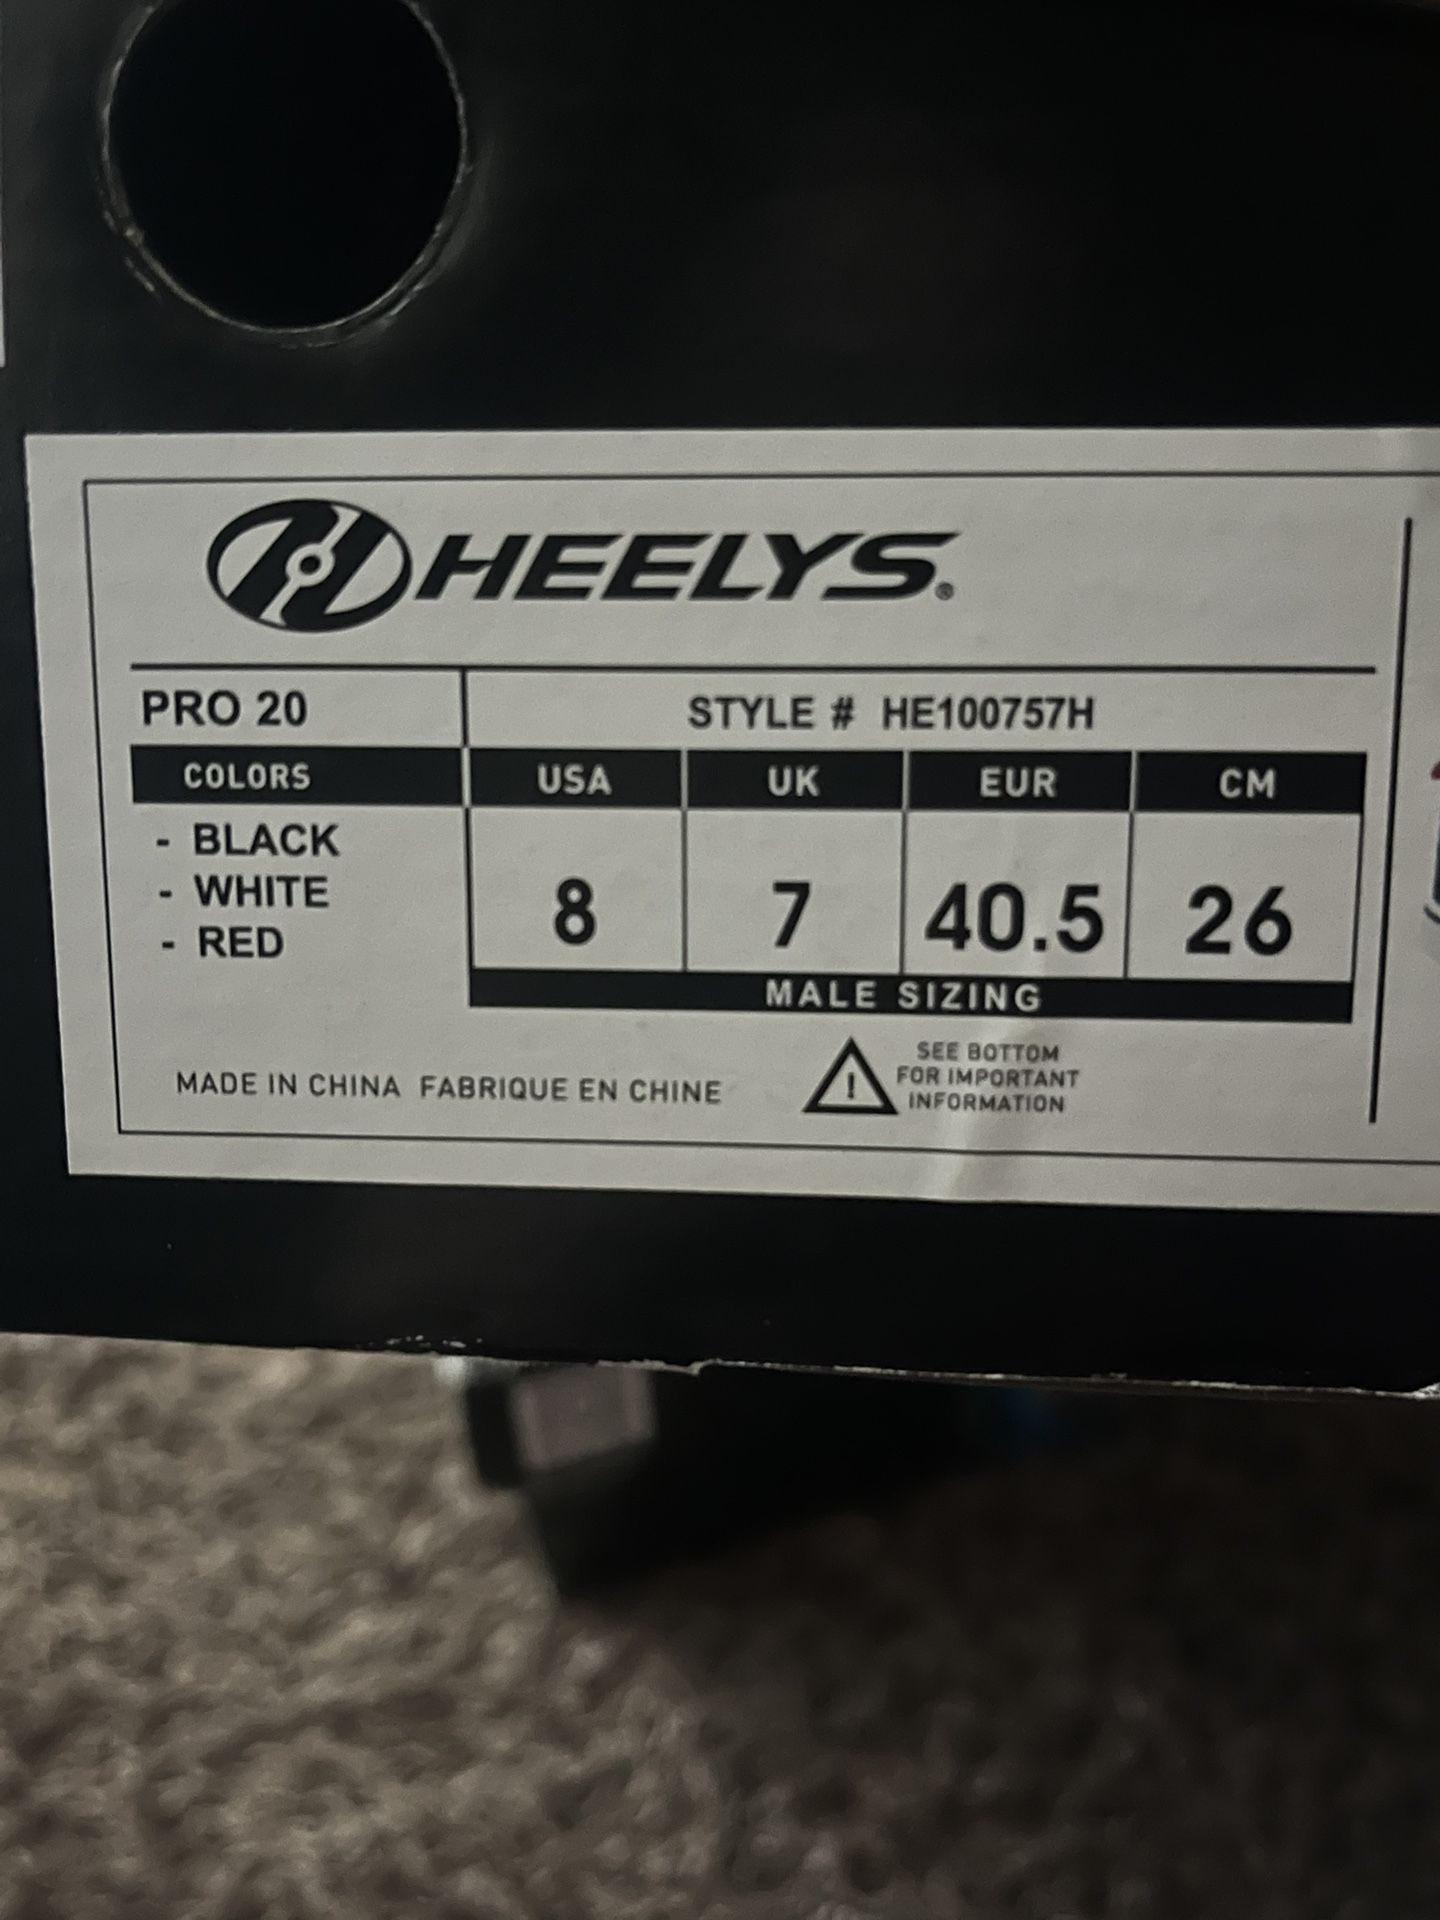 HEELYS®
PRO 20 STYLE # HE100757H
COLORS USA UK EUR CM
- BLACK
- WHITE
- RED
8 7 40.5 26
MALE SIZING
MADE IN CHINA FABRIQUE EN CHINE
SEE BOTTOM
FOR IMPORTANT
INFORMATION